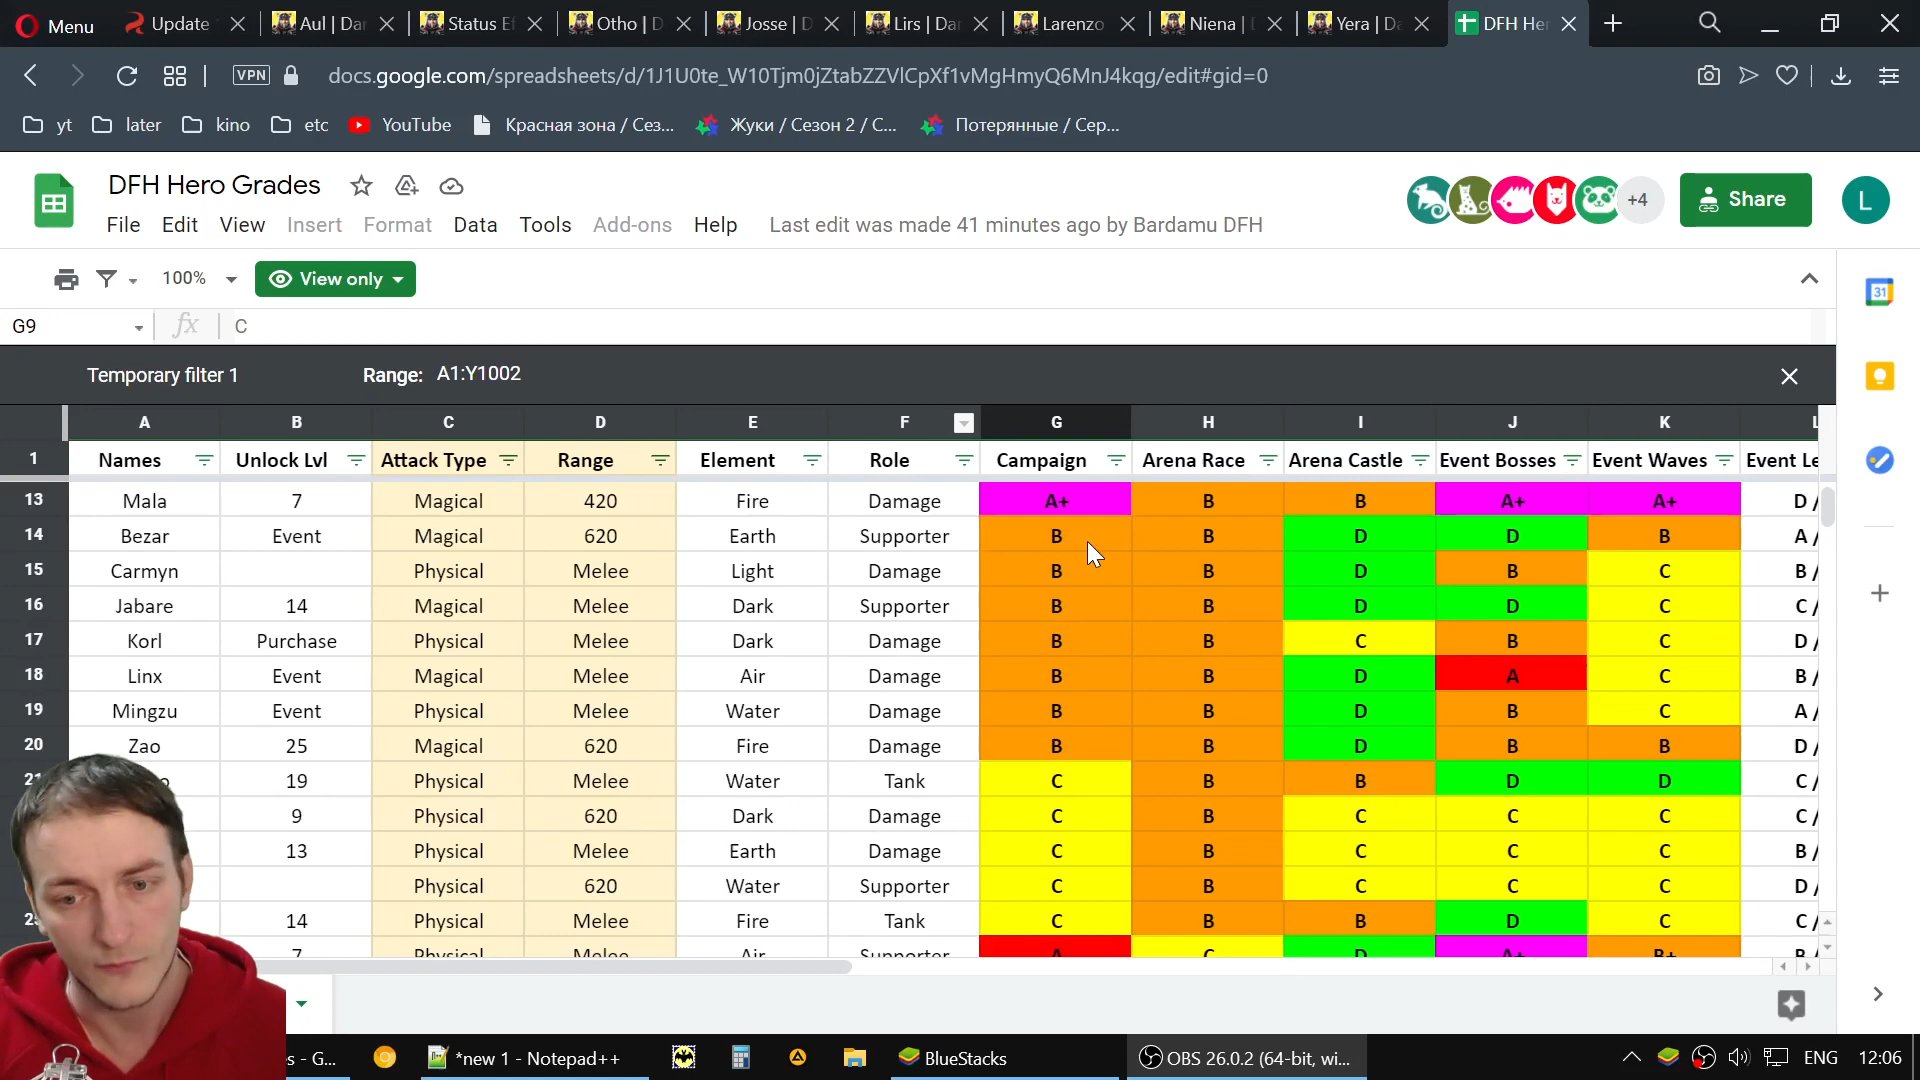 Menu Update Aul | Dar Status Ef Otho | D Josse | D Lirs | Dar Larenzo Niena | D Yera | Da DFH Her
VPN docs.google.com/spreadsheets/d/1J1U0te_W10Tjm0jZtabZZVlCpXf1vMgHmyQ6MnJ4kqg/edit#gid=0
yt later kino etc YouTube Красная зона / Сез... Жуки / Сезон 2 / С... Потерянные / Сер...
DFH Hero Grades
+4 Share L
File Edit View Insert Format Data Tools Add-ons Help Last edit was made 41 minutes ago by Bardamu DFH
100% View only
31
G9 fx C
Temporary filter 1 Range: A1:Y1002
A B C D E F G H I J K L
1 Names Unlock Lvl Attack Type Range Element Role Campaign Arena Race Arena Castle Event Bosses Event Waves Event Le
13 Mala 7 Magical 420 Fire Damage A+ B B A+ A+ D /
14 Bezar Event Magical 620 Earth Supporter B B D D B A /
15 Carmyn Physical Melee Light Damage B B D B C B /
16 Jabare 14 Magical Melee Dark Supporter B B D D C C /
17 Korl Purchase Physical Melee Dark Damage B B C B C D /
18 Linx Event Magical Melee Air Damage B B D A C B /
19 Mingzu Event Physical Melee Water Damage B B D B C A /
20 Zao 25 Magical 620 Fire Damage B B D B B D /
21 19 Physical Melee Water Tank C B B D D C /
9 Physical 620 Dark Damage C B C C C C /
13 Physical Melee Earth Damage C B C C C B /
Physical 620 Water Supporter C B C C C D /
14 Physical Melee Fire Tank C B B D C C /
7 Physical Melee Air Supporter A C D A+ B+ B /
s - G... *new 1 - Notepad++ BlueStacks OBS 26.0.2 (64-bit, wi... ENG 12:06